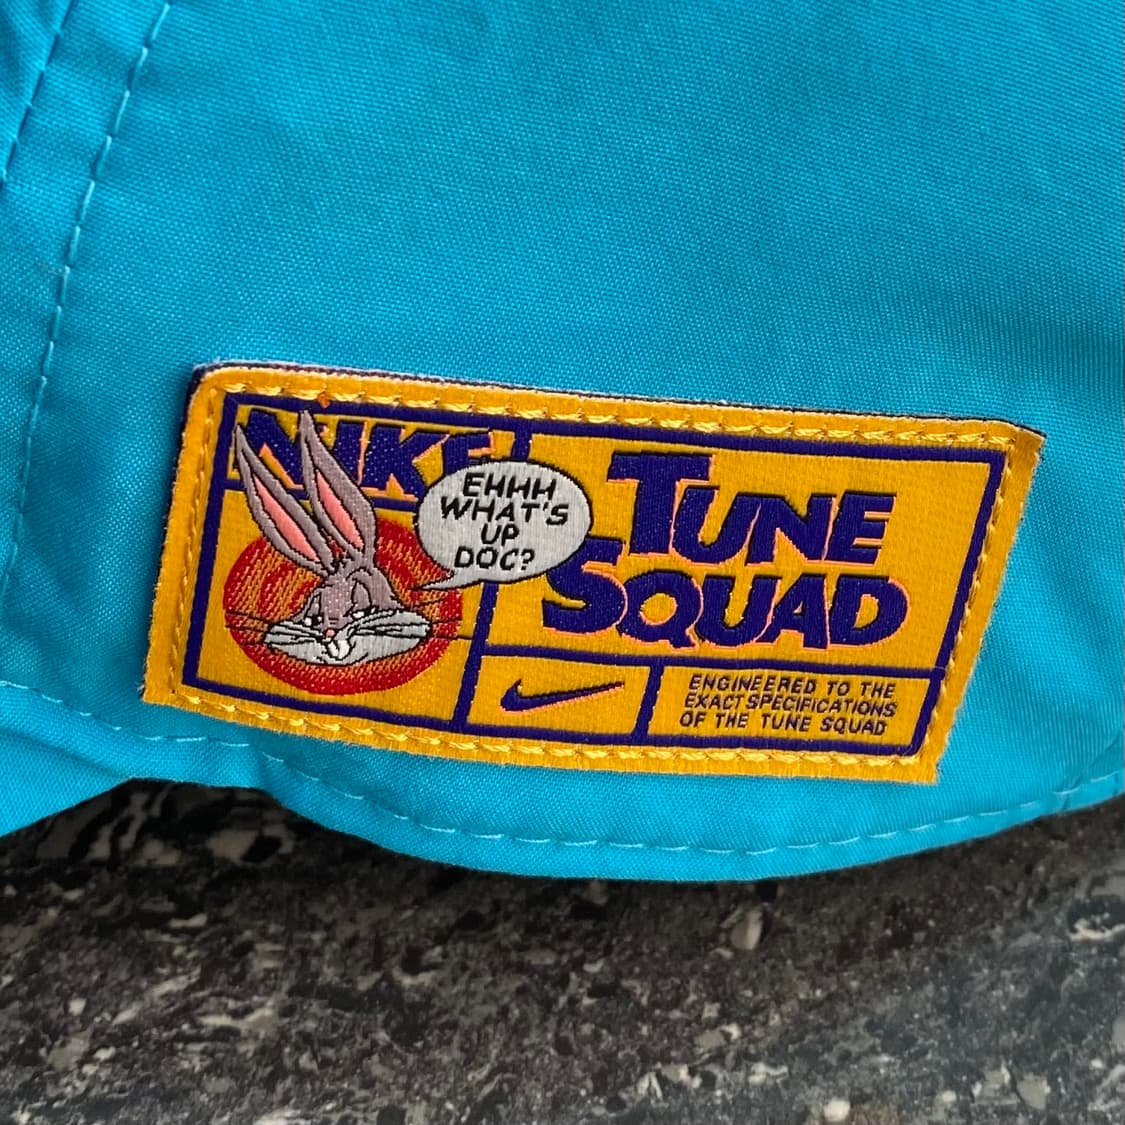 NIKE
EHHH
WHAT'S
UP
DOC?
TUNE
SQUAD
ENGINEERED TO THE
EXACT SPECIFICATIONS
OF THE TUNE SQUAD